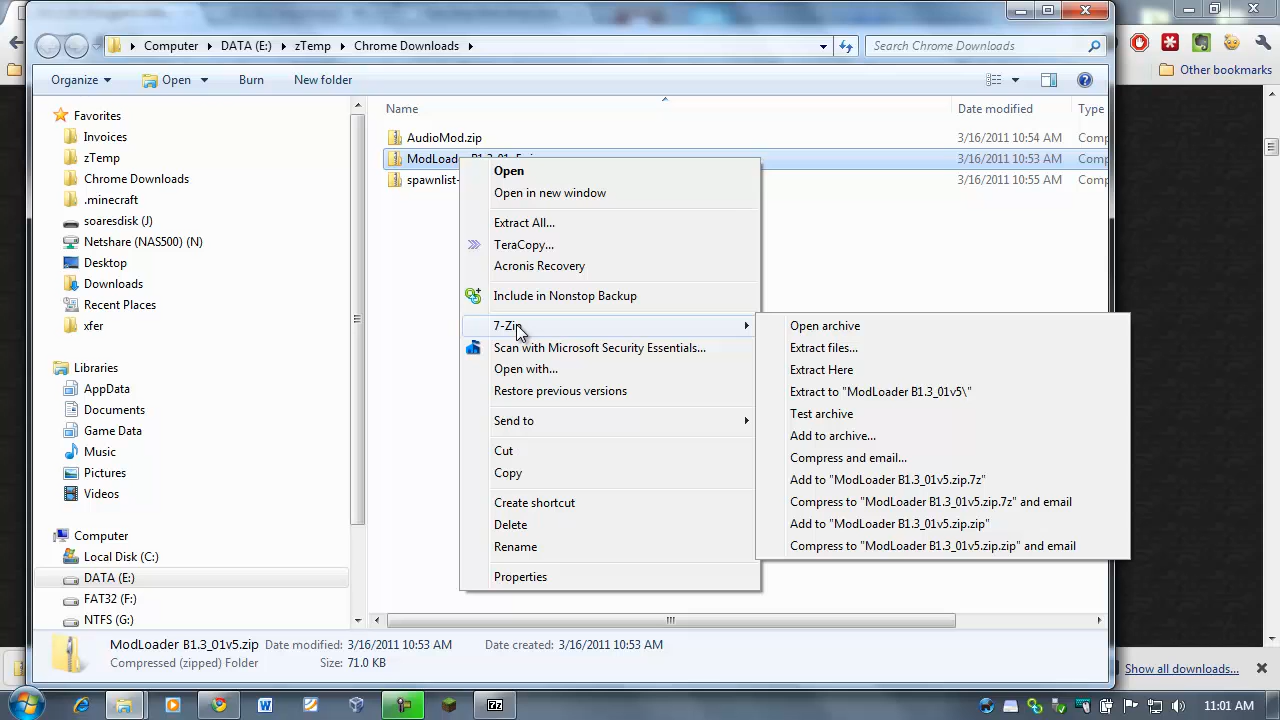 Computer ▸ DATA (E:) ▸ zTemp ▸ Chrome Downloads ▸
Search Chrome Downloads
Other bookmarks
Organize
Open
Burn
New folder
Name
Date modified
Type
Favorites
Invoices
zTemp
Chrome Downloads
.minecraft
soaresdisk (J)
Netshare (NAS500) (N)
Desktop
Downloads
Recent Places
xfer
Libraries
AppData
Documents
Game Data
Music
Pictures
Videos
Computer
Local Disk (C:)
DATA (E:)
FAT32 (F:)
NTFS (G:)
AudioMod.zip
3/16/2011 10:54 AM
Comp
ModLoad
3/16/2011 10:53 AM
Comp
spawnlist-
3/16/2011 10:55 AM
Comp
Open
Open in new window
Extract All...
TeraCopy...
Acronis Recovery
Include in Nonstop Backup
7-Zip
Scan with Microsoft Security Essentials...
Open with...
Restore previous versions
Send to
Cut
Copy
Create shortcut
Delete
Rename
Properties
Open archive
Extract files...
Extract Here
Extract to "ModLoader B1.3_01v5\"
Test archive
Add to archive...
Compress and email...
Add to "ModLoader B1.3_01v5.zip.7z"
Compress to "ModLoader B1.3_01v5.zip.7z" and email
Add to "ModLoader B1.3_01v5.zip.zip"
Compress to "ModLoader B1.3_01v5.zip.zip" and email
ModLoader B1.3_01v5.zip Date modified: 3/16/2011 10:53 AM Date created: 3/16/2011 10:53 AM
Compressed (zipped) Folder Size: 71.0 KB
Show all downloads...
11:01 AM